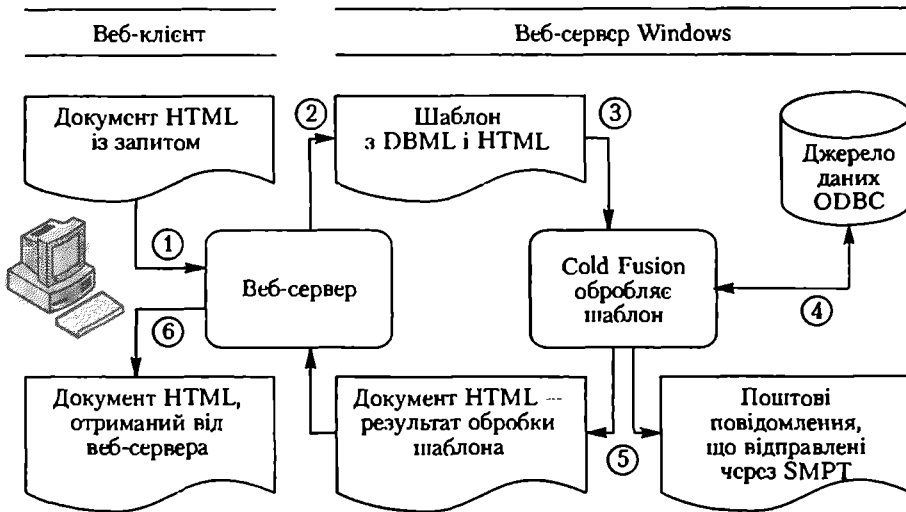 Веб-клієнт
Веб-сервер Windows
Документ HTML
із запитом
2
Шаблон
з DBML і HTML
3
Джерело
даних
ODBC
1
Веб-сервер
Cold Fusion
обробляє
шаблон
4
6
Документ HTML,
отриманий від
веб-сервера
Документ HTML —
результат обробки
шаблона
5
Поштові
повідомлення,
що відправлені
через SMPT